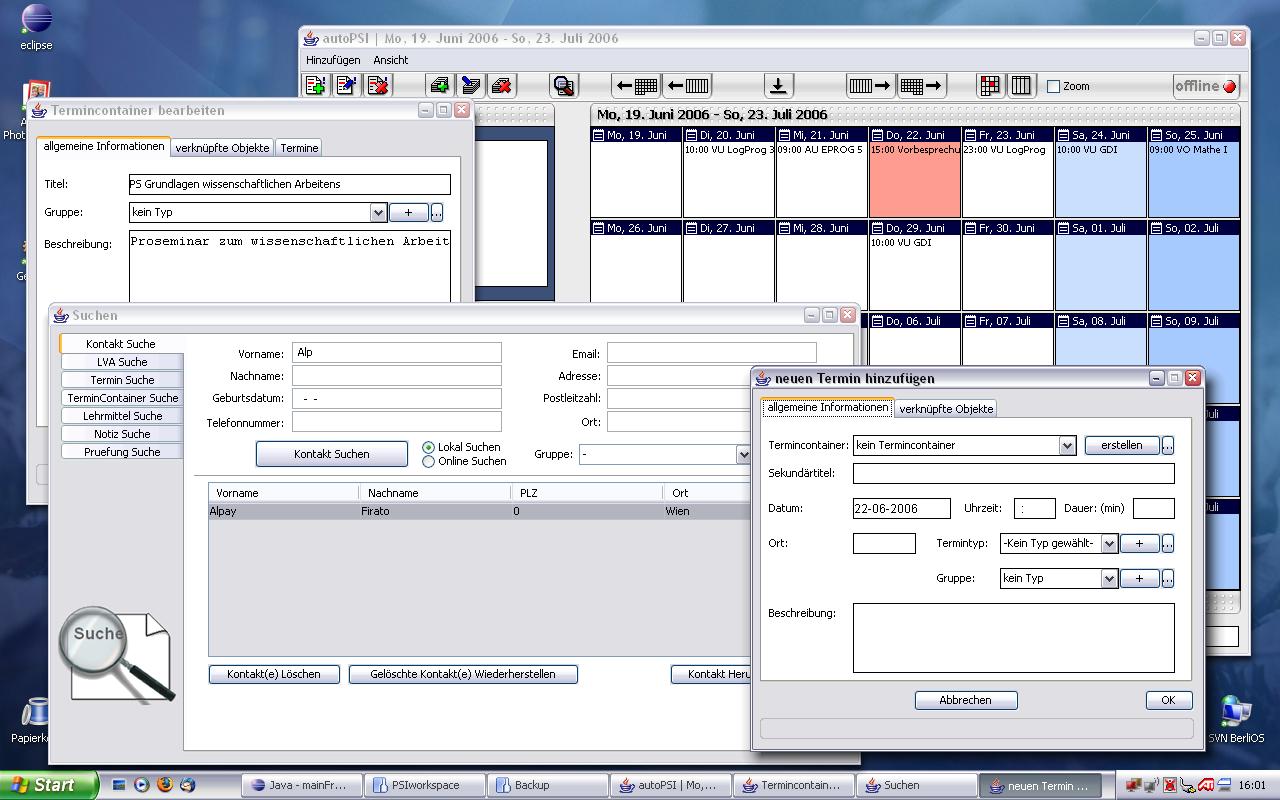 eclipse
Papierk
SVN BerliOS
autoPSI | Mo, 19. Juni 2006 - So, 23. Juli 2006
Hinzufügen Ansicht
Zoom
offline
Mo, 19. Juni 2006 - So, 23. Juli 2006
Mo, 19. Juni Di, 20. Juni Mi, 21. Juni Do, 22. Juni Fr, 23. Juni Sa, 24. Juni So, 25. Juni
10:00 VU LogProg 3 09:00 AU EPROG 5 15:00 Vorbesprechu 23:00 VU LogProg 10:00 VU GDI 09:00 VO Mathe I
Mo, 26. Juni Di, 27. Juni Mi, 28. Juni Do, 29. Juni Fr, 30. Juni Sa, 01. Juli So, 02. Juli
10:00 VU GDI
Do, 06. Juli Fr, 07. Juli Sa, 08. Juli So, 09. Juli
Termincontainer bearbeiten
allgemeine Informationen verknüpfte Objekte Termine
Titel: PS Grundlagen wissenschaftlichen Arbeitens
Gruppe: kein Typ + ...
Beschreibung: Proseminar zum wissenschaftlichen Arbeit
Suchen
Kontakt Suche
LVA Suche
Termin Suche
TerminContainer Suche
Lehrmittel Suche
Notiz Suche
Pruefung Suche
Suche
Vorname: Alp Email:
Nachname: Adresse:
Geburtsdatum: - - Postleitzahl:
Telefonnummer: Ort:
Kontakt Suchen
Lokal Suchen
Online Suchen
Gruppe: -
Vorname Nachname PLZ Ort
Alpay Firato 0 Wien
Kontakt(e) Löschen Gelöschte Kontakt(e) Wiederherstellen Kontakt Heru
neuen Termin hinzufügen
allgemeine Informationen verknüpfte Objekte
Termincontainer: kein Termincontainer erstellen ...
Sekundärtitel:
Datum: 22-06-2006 Uhrzeit: : Dauer: (min)
Ort: Termintyp: -Kein Typ gewählt- + ...
Gruppe: kein Typ + ...
Beschreibung:
Abbrechen OK
Start Java - mainFr... PSIworkspace Backup autoPSI | Mo,... Termincontain... Suchen neuen Termin ... 16:01